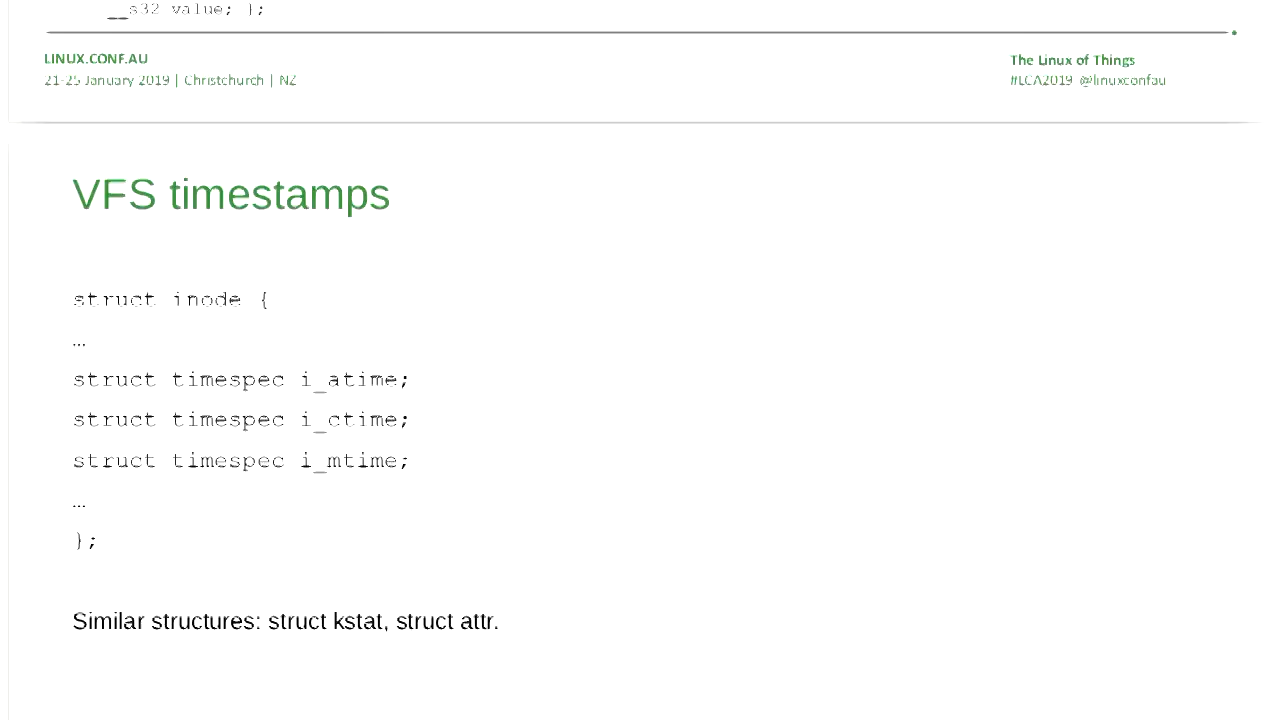 __s32 value; };
LINUX.CONF.AU
21-25 January 2019 | Christchurch | NZ
The Linux of Things
#LCA2019 @linuxconfau
VFS timestamps
struct inode {
...
struct timespec i_atime;
struct timespec i_ctime;
struct timespec i_mtime;
...
};
Similar structures: struct kstat, struct attr.